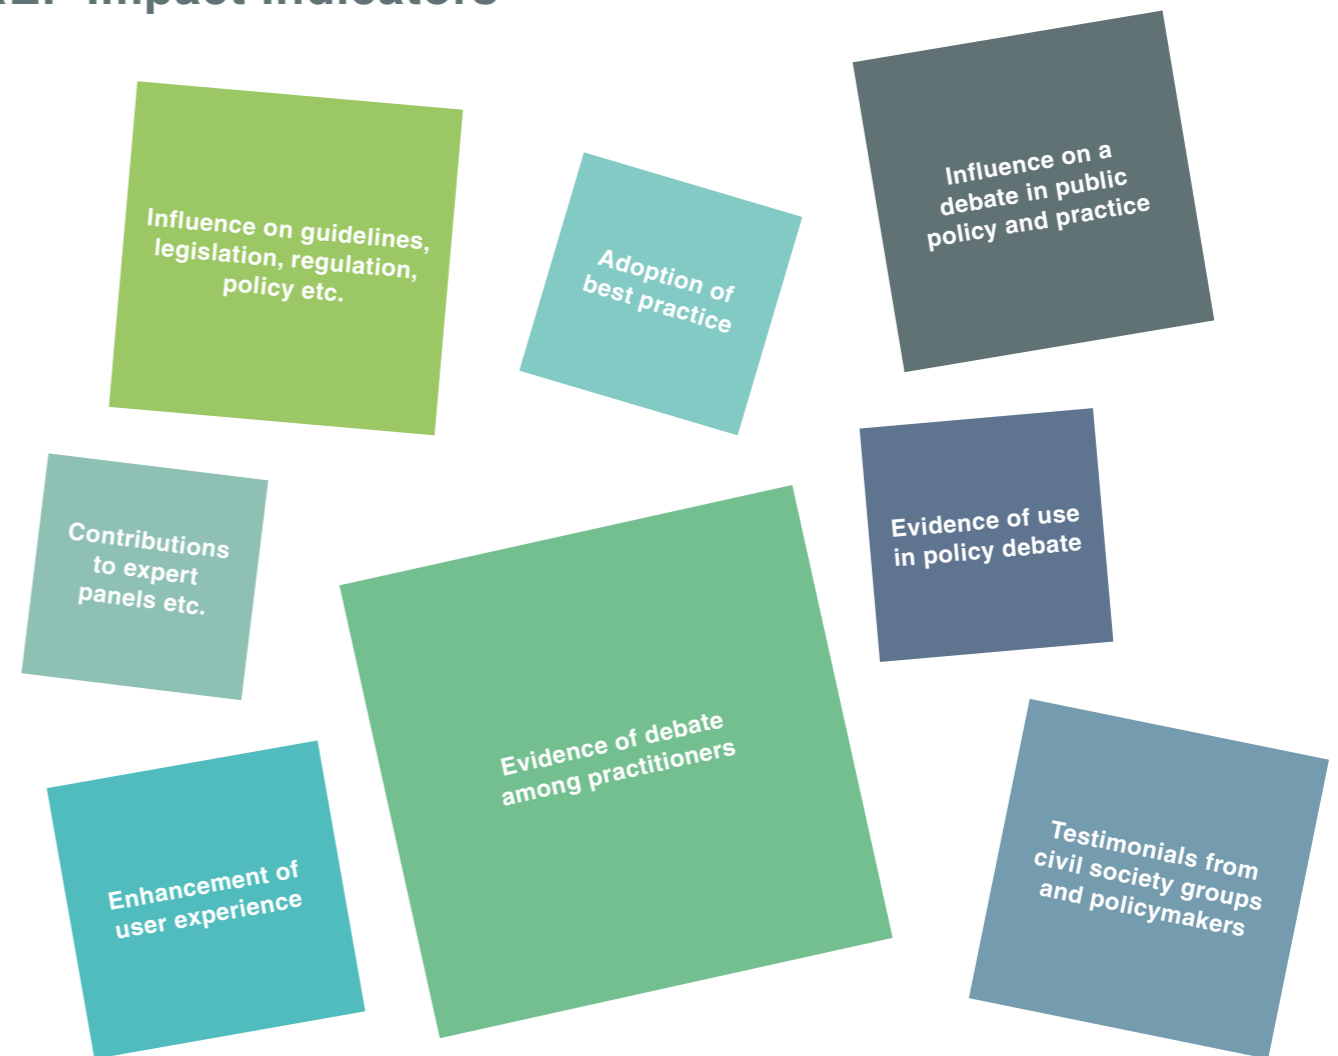 Impact Indicators
Influence on guidelines,
legislation, regulation,
policy etc.
Adoption of
best practice
Influence on a
debate in public
policy and practice
Contributions
to expert
panels etc.
Evidence of use
in policy debate
Evidence of debate
among practitioners
Enhancement of
user experience
Testimonials from
civil society groups
and policymakers